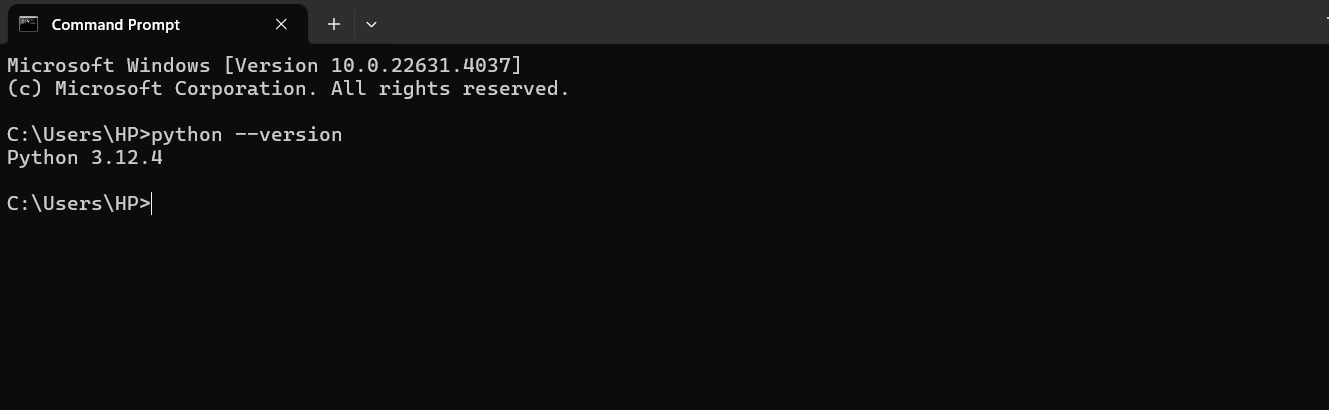 Command Prompt
Microsoft Windows [Version 10.0.22631.4037]
(c) Microsoft Corporation. All rights reserved.
C:\Users\HP>python --version
Python 3.12.4
C:\Users\HP>